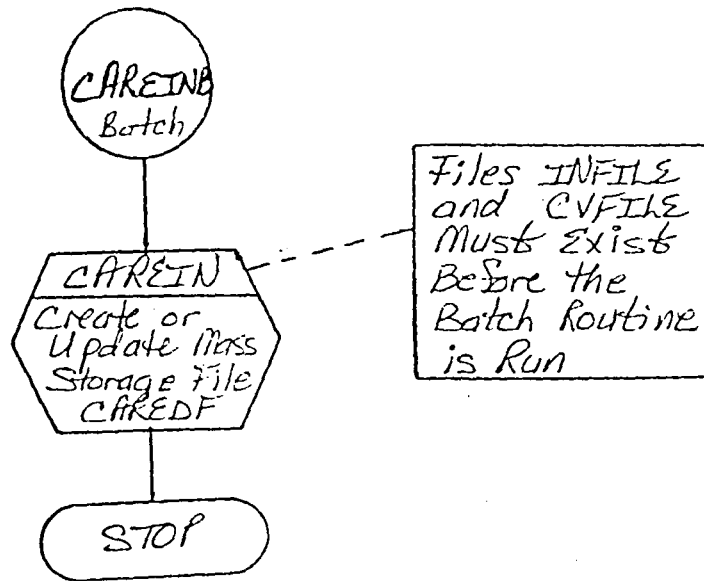 CAREINB
Batch
CAREIN
Create or
Update Mass
Storage File
CAREDF
STOP
Files INFILE
and CVFILE
Must Exist
Before the
Batch Routine
is Run